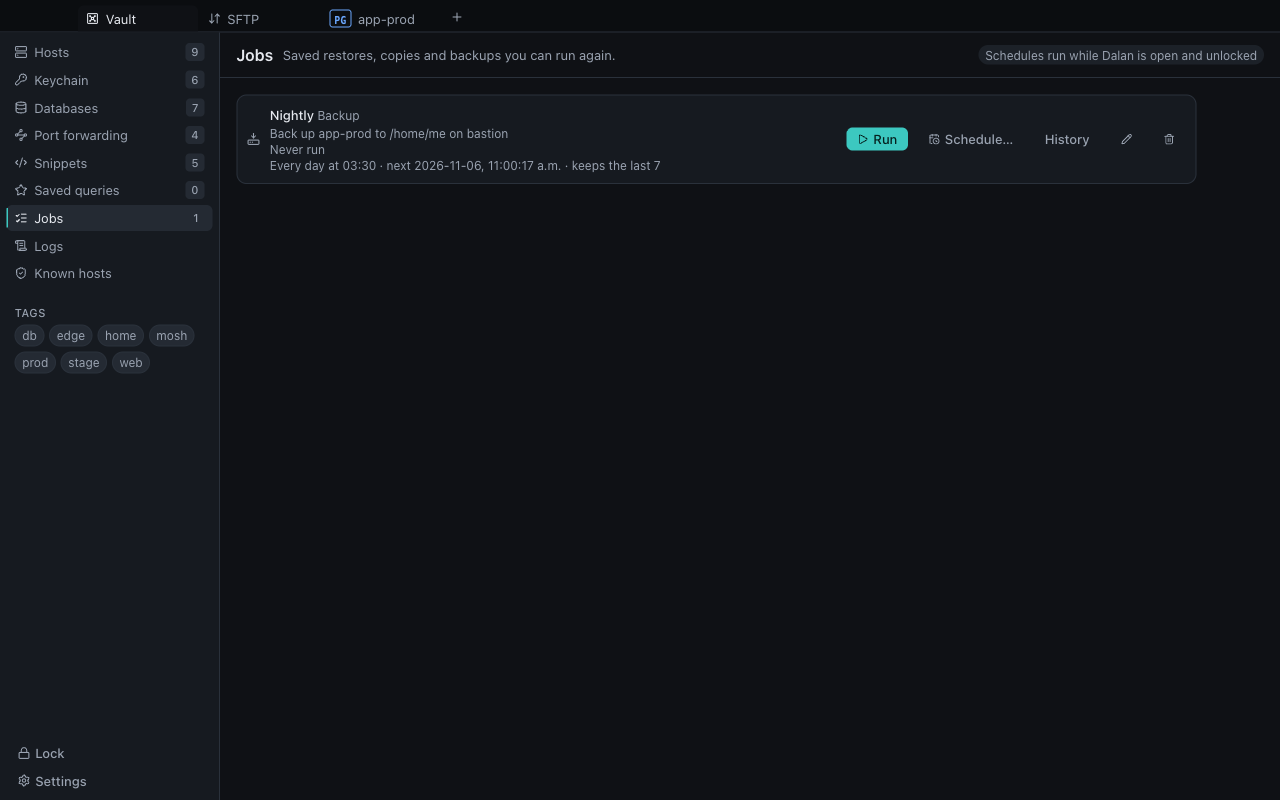 Vault
SFTP
PG app-prod
+
Hosts 9
Keychain 6
Databases 7
Port forwarding 4
Snippets 5
Saved queries 0
Jobs 1
Logs
Known hosts
TAGS
db edge home mosh
prod stage web
Lock
Settings
Jobs Saved restores, copies and backups you can run again.
Schedules run while Dalan is open and unlocked
Nightly Backup
Back up app-prod to /home/me on bastion
Never run
Every day at 03:30 · next 2026-11-06, 11:00:17 a.m. · keeps the last 7
Run
Schedule...
History